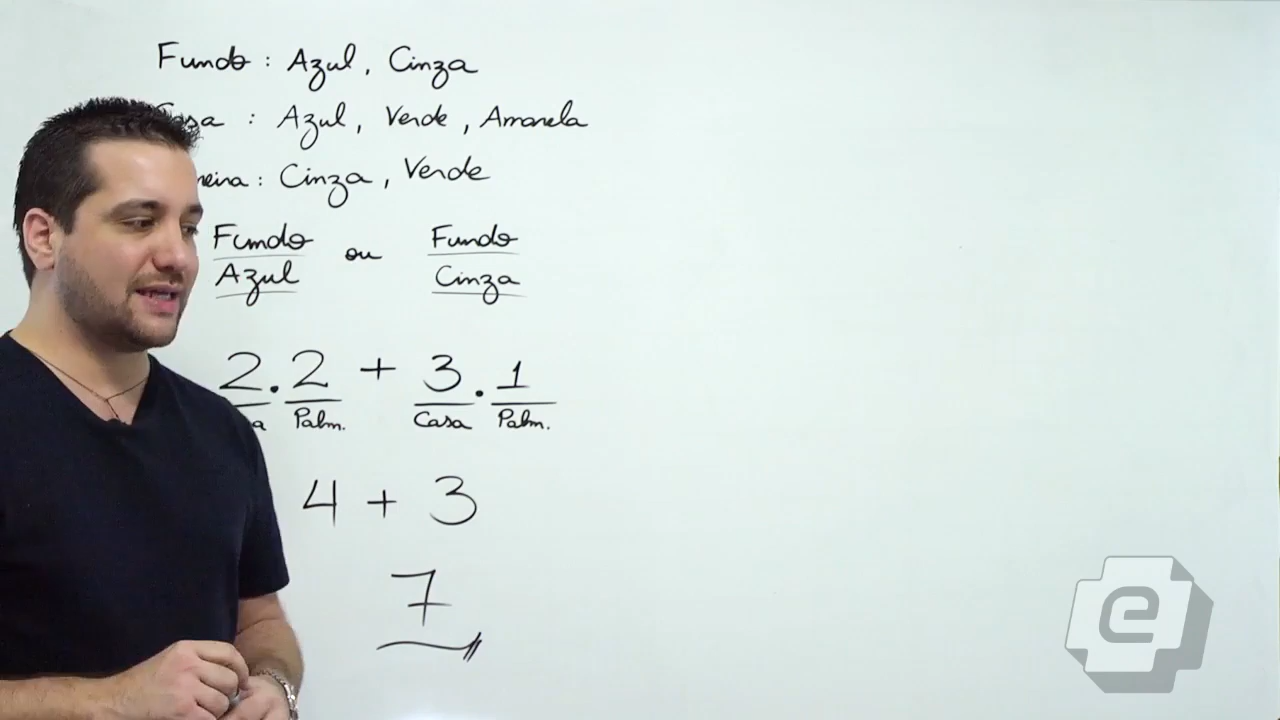 Fundo : Azul, Cinza
: Azul, Verde, Amarela
: Cinza, Verde
Fundo ou Fundo
Azul Cinza
2 . 2 + 3 . 1
Palm. Casa Palm.
4 + 3
7
e